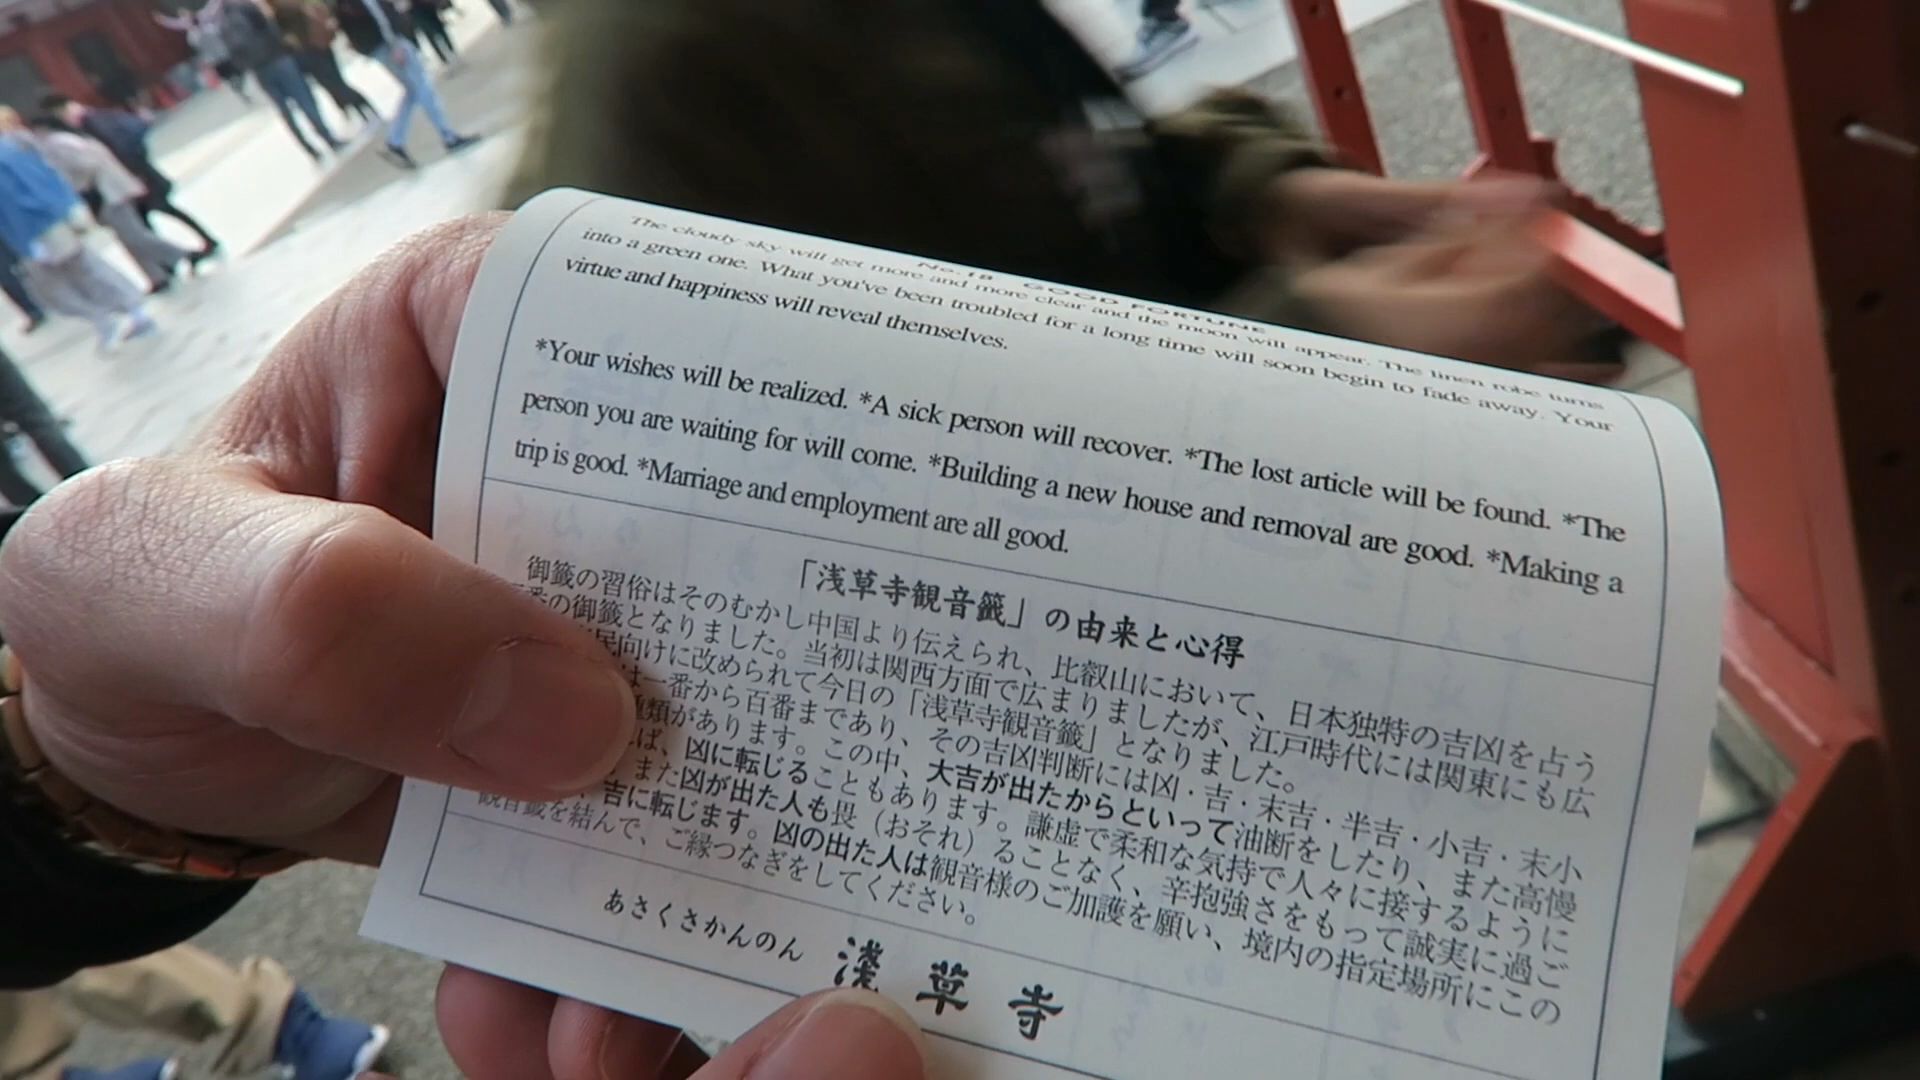 No.18 GOOD FORTUNE
The cloudy sky will get more and more clear and the moon will appear. The linen robe turns
into a green one. What you've been troubled for a long time will soon begin to fade away. Your
virtue and happiness will reveal themselves.
*Your wishes will be realized. *A sick person will recover. *The lost article will be found. *The
person you are waiting for will come. *Building a new house and removal are good. *Making a
trip is good. *Marriage and employment are all good.
「浅草寺観音籤」の由来と心得
御籤の習俗はそのむかし中国より伝えられ、比叡山において、日本独特の吉凶を占う
番の御籤となりました。当初は関西方面で広まりましたが、江戸時代には関東にも広
民向けに改められて今日の「浅草寺観音籤」となりました。
は一番から百番まであり、その吉凶判断には凶・吉・末吉・半吉・小吉・末小
種類があります。この中、大吉が出たからといって油断をしたり、また高慢
ば、凶に転じることもあります。謙虚で柔和な気持で人々に接するように
また凶が出た人も畏（おそれ）ることなく、辛抱強さをもって誠実に過ご
吉に転じます。凶の出た人は観音様のご加護を願い、境内の指定場所にこの
観音籤を結んで、ご縁つなぎをしてください。
あさくさかんのん 淺草寺